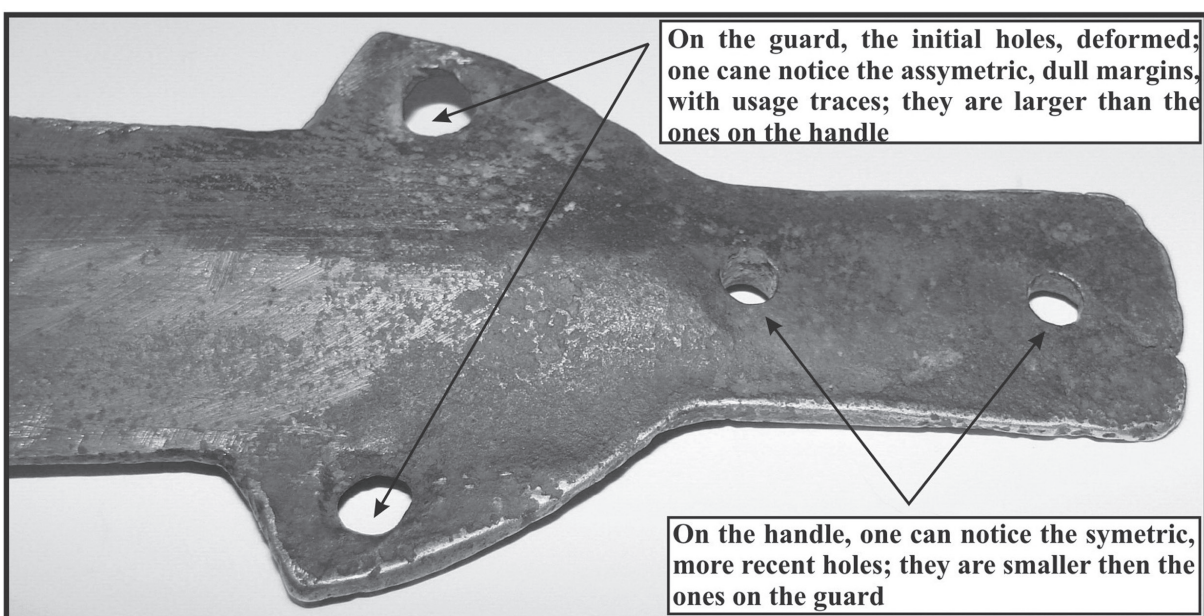 On the guard, the initial holes, deformed;
one cane notice the assymetric, dull margins,
with usage traces; they are larger than the
ones on the handle
On the handle, one can notice the symetric,
more recent holes; they are smaller then the
ones on the guard